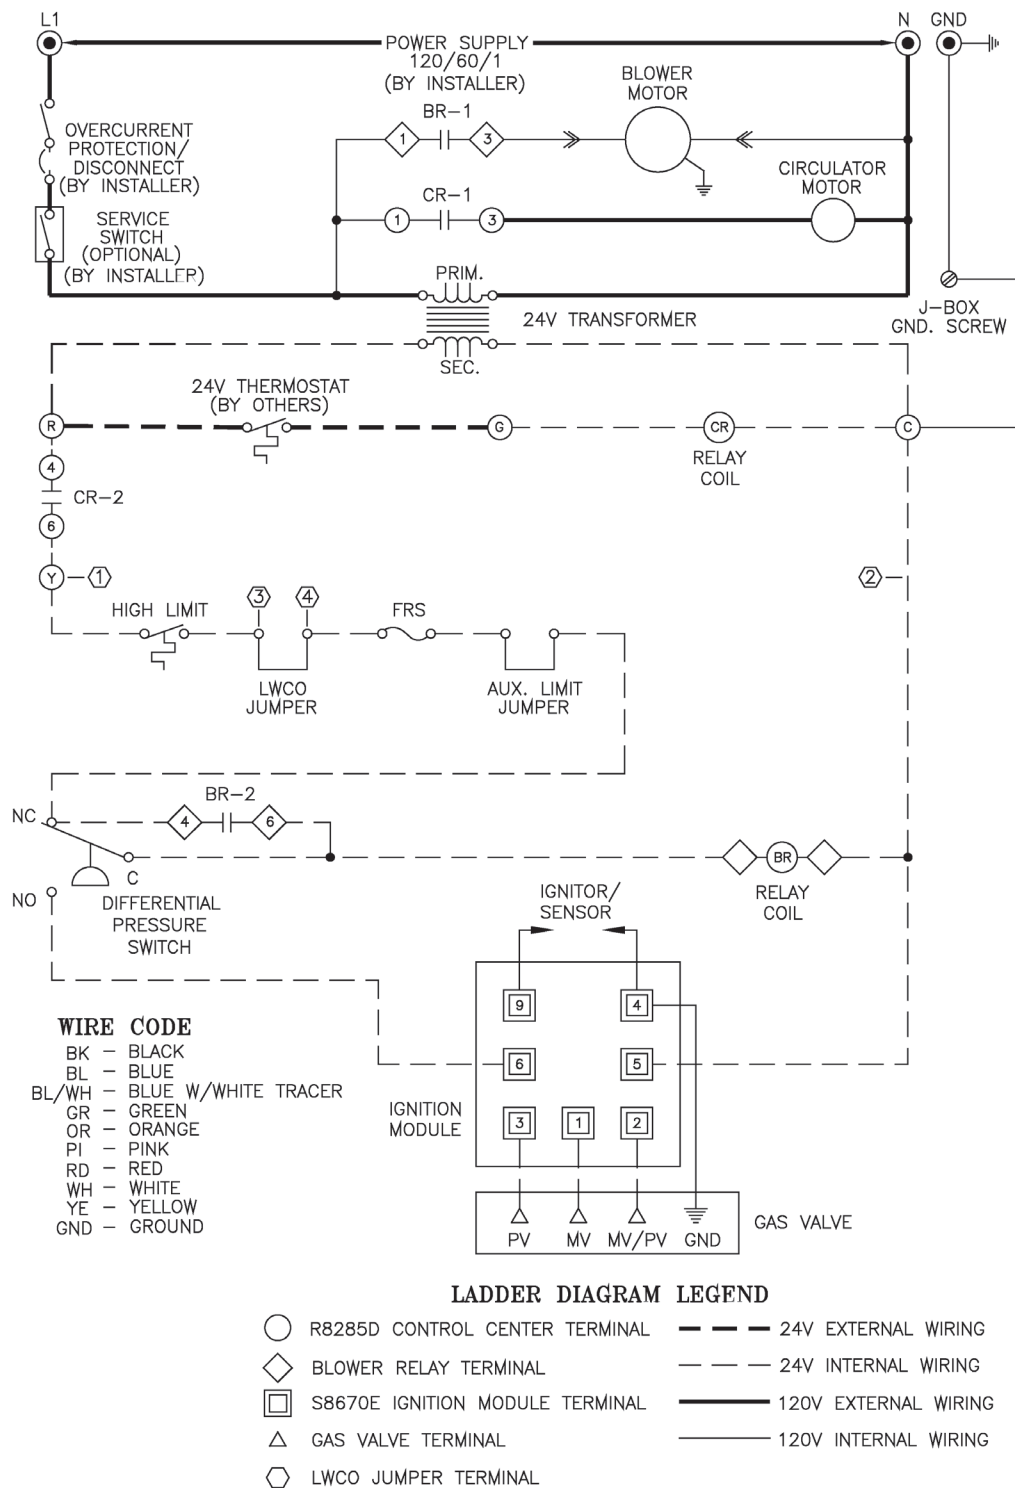 L1
N
GND
POWER SUPPLY
120/60/1
(BY INSTALLER)
BLOWER
MOTOR
BR-1
1
3
OVERCURRENT
PROTECTION/
DISCONNECT
(BY INSTALLER)
CIRCULATOR
MOTOR
CR-1
1
3
SERVICE
SWITCH
(OPTIONAL)
(BY INSTALLER)
PRIM.
24V TRANSFORMER
SEC.
J-BOX
GND. SCREW
24V THERMOSTAT
(BY OTHERS)
R
G
CR
C
RELAY
COIL
4
CR-2
6
Y
1
2
HIGH LIMIT
3
4
FRS
LWCO
JUMPER
AUX. LIMIT
JUMPER
NC
BR-2
4
6
C
BR
RELAY
COIL
NO
DIFFERENTIAL
PRESSURE
SWITCH
IGNITOR/
SENSOR
9
4
6
5
IGNITION
MODULE
3
1
2
PV
MV
MV/PV
GND
GAS VALVE
WIRE CODE
BK - BLACK
BL - BLUE
BL/WH - BLUE W/WHITE TRACER
GR - GREEN
OR - ORANGE
PI - PINK
RD - RED
WH - WHITE
YE - YELLOW
GND - GROUND
LADDER DIAGRAM LEGEND
R8285D CONTROL CENTER TERMINAL
24V EXTERNAL WIRING
BLOWER RELAY TERMINAL
24V INTERNAL WIRING
S8670E IGNITION MODULE TERMINAL
120V EXTERNAL WIRING
GAS VALVE TERMINAL
120V INTERNAL WIRING
LWCO JUMPER TERMINAL